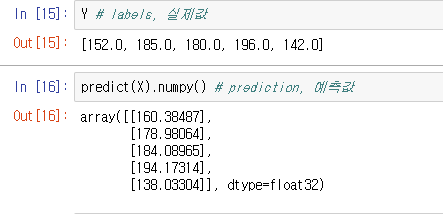 In [15]: Y # labels, 실제값
Out[15]: [152.0, 185.0, 180.0, 196.0, 142.0]
In [16]: predict(X).numpy() # prediction, 예측값
Out[16]: array([[160.38487],
[178.98064],
[184.08965],
[194.17314],
[138.03304]], dtype=float32)